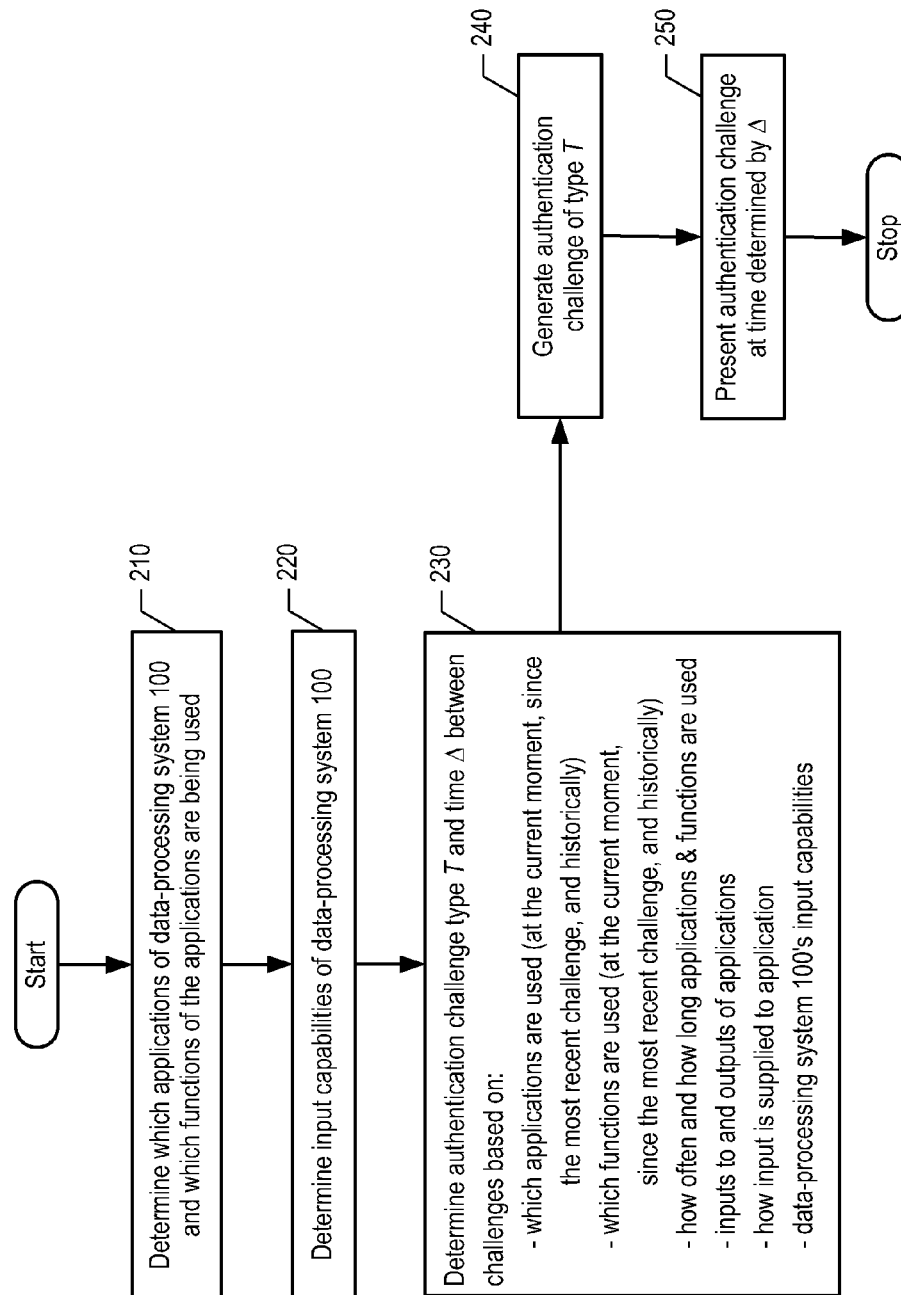 Start
210
Determine which applications of data-processing system 100
and which functions of the applications are being used
220
Determine input capabilities of data-processing system 100
230
Determine authentication challenge type T and time Δ between
challenges based on:
- which applications are used (at the current moment, since
the most recent challenge, and historically)
- which functions are used (at the current moment,
since the most recent challenge, and historically)
- how often and how long applications & functions are used
- inputs to and outputs of applications
- how input is supplied to application
- data-processing system 100's input capabilities
240
Generate authentication
challenge of type T
250
Present authentication challenge
at time determined by Δ
Stop